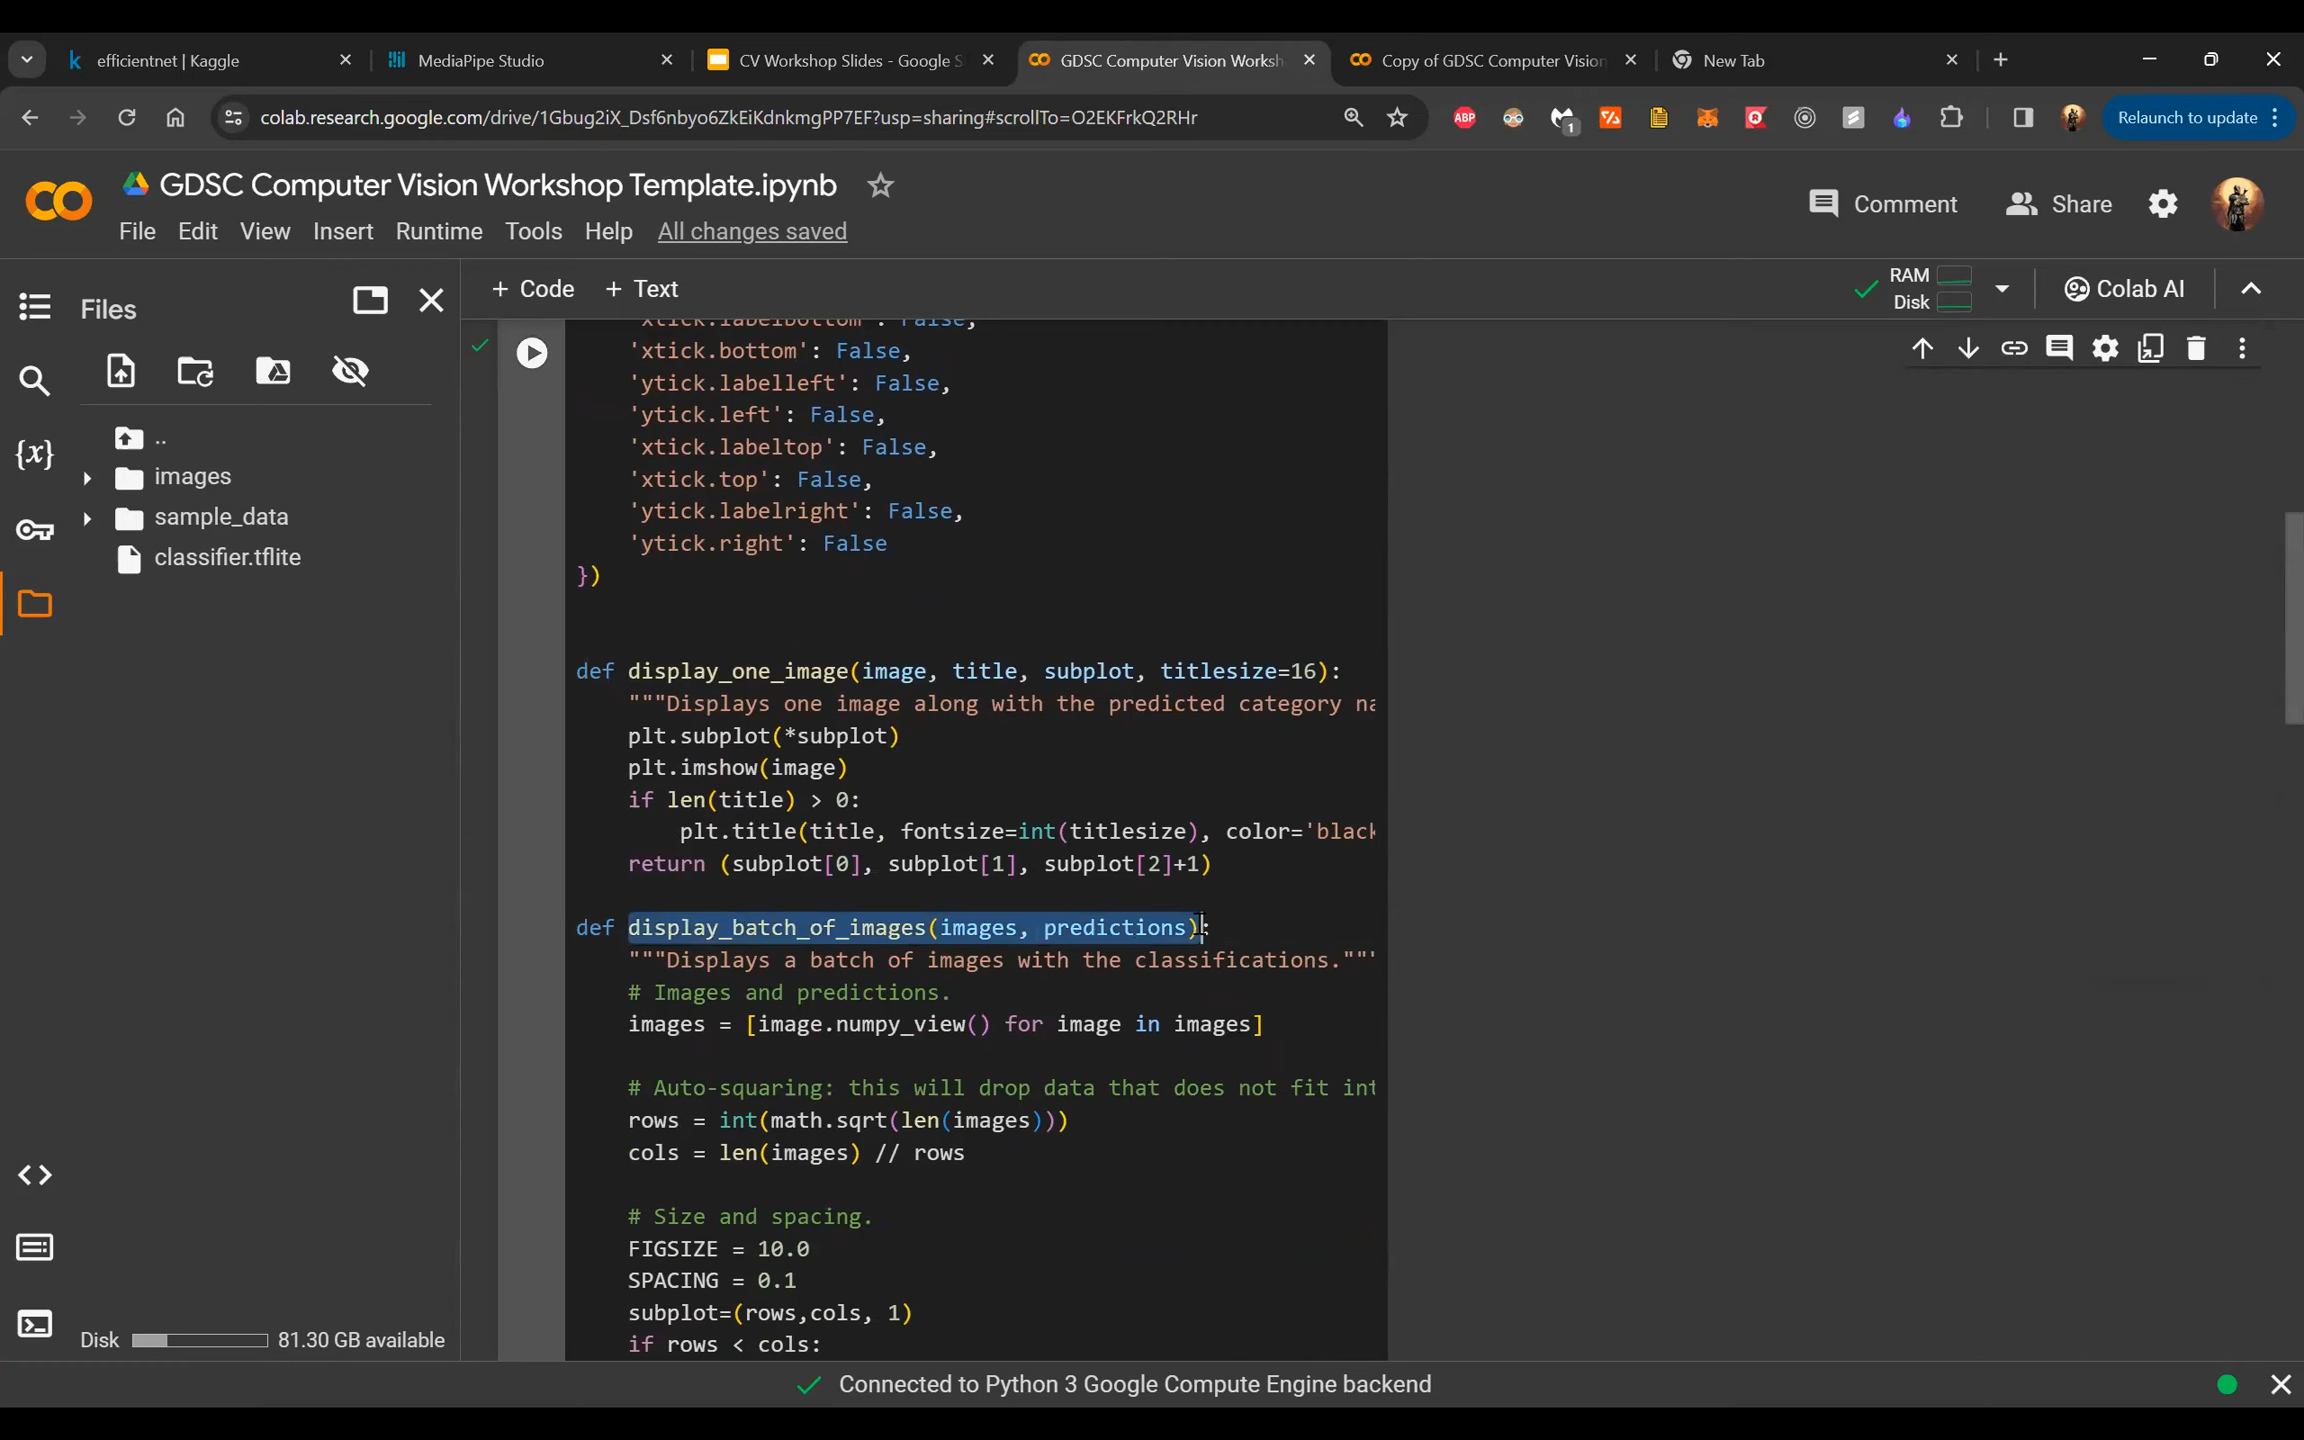 efficientnet | Kaggle
MediaPipe Studio
CV Workshop Slides - Google S
GDSC Computer Vision Worksh
Copy of GDSC Computer Vision
New Tab
colab.research.google.com/drive/1Gbug2iX_Dsf6nbyo6ZkEiKdnkmgPP7EF?usp=sharing#scrollTo=O2EKFrkQ2RHr
ABP
1
Relaunch to update
GDSC Computer Vision Workshop Template.ipynb
Comment
Share
File Edit View Insert Runtime Tools Help All changes saved
Files
+ Code + Text
RAM
Disk
Colab AI
..
images
sample_data
classifier.tflite
{x}
'xtick.labelbottom': False,
'xtick.bottom': False,
'ytick.labelleft': False,
'ytick.left': False,
'xtick.labeltop': False,
'xtick.top': False,
'ytick.labelright': False,
'ytick.right': False
})
def display_one_image(image, title, subplot, titlesize=16):
"""Displays one image along with the predicted category na
plt.subplot(*subplot)
plt.imshow(image)
if len(title) > 0:
plt.title(title, fontsize=int(titlesize), color='black
return (subplot[0], subplot[1], subplot[2]+1)
def display_batch_of_images(images, predictions):
"""Displays a batch of images with the classifications.""
# Images and predictions.
images = [image.numpy_view() for image in images]
# Auto-squaring: this will drop data that does not fit int
rows = int(math.sqrt(len(images)))
cols = len(images) // rows
# Size and spacing.
FIGSIZE = 10.0
SPACING = 0.1
subplot=(rows,cols, 1)
if rows < cols:
Disk 81.30 GB available
Connected to Python 3 Google Compute Engine backend